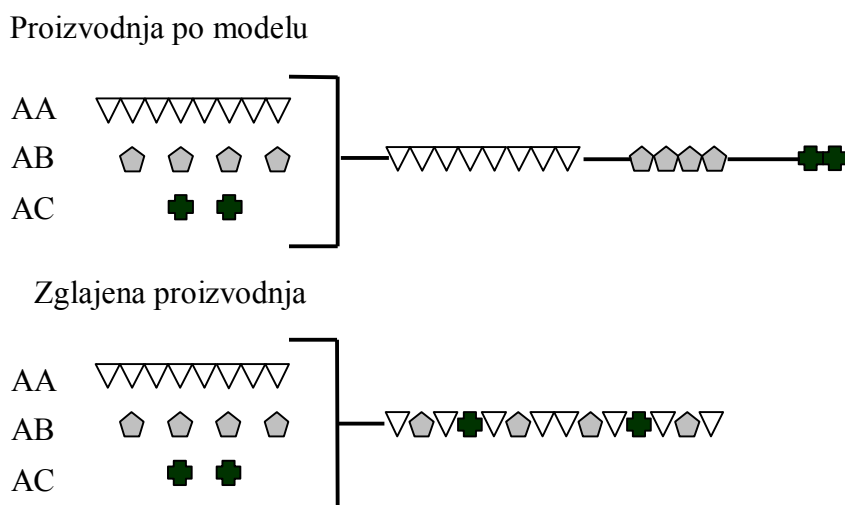 Proizvodnja po modelu
AA
AB
AC
Zglajena proizvodnja
AA
AB
AC